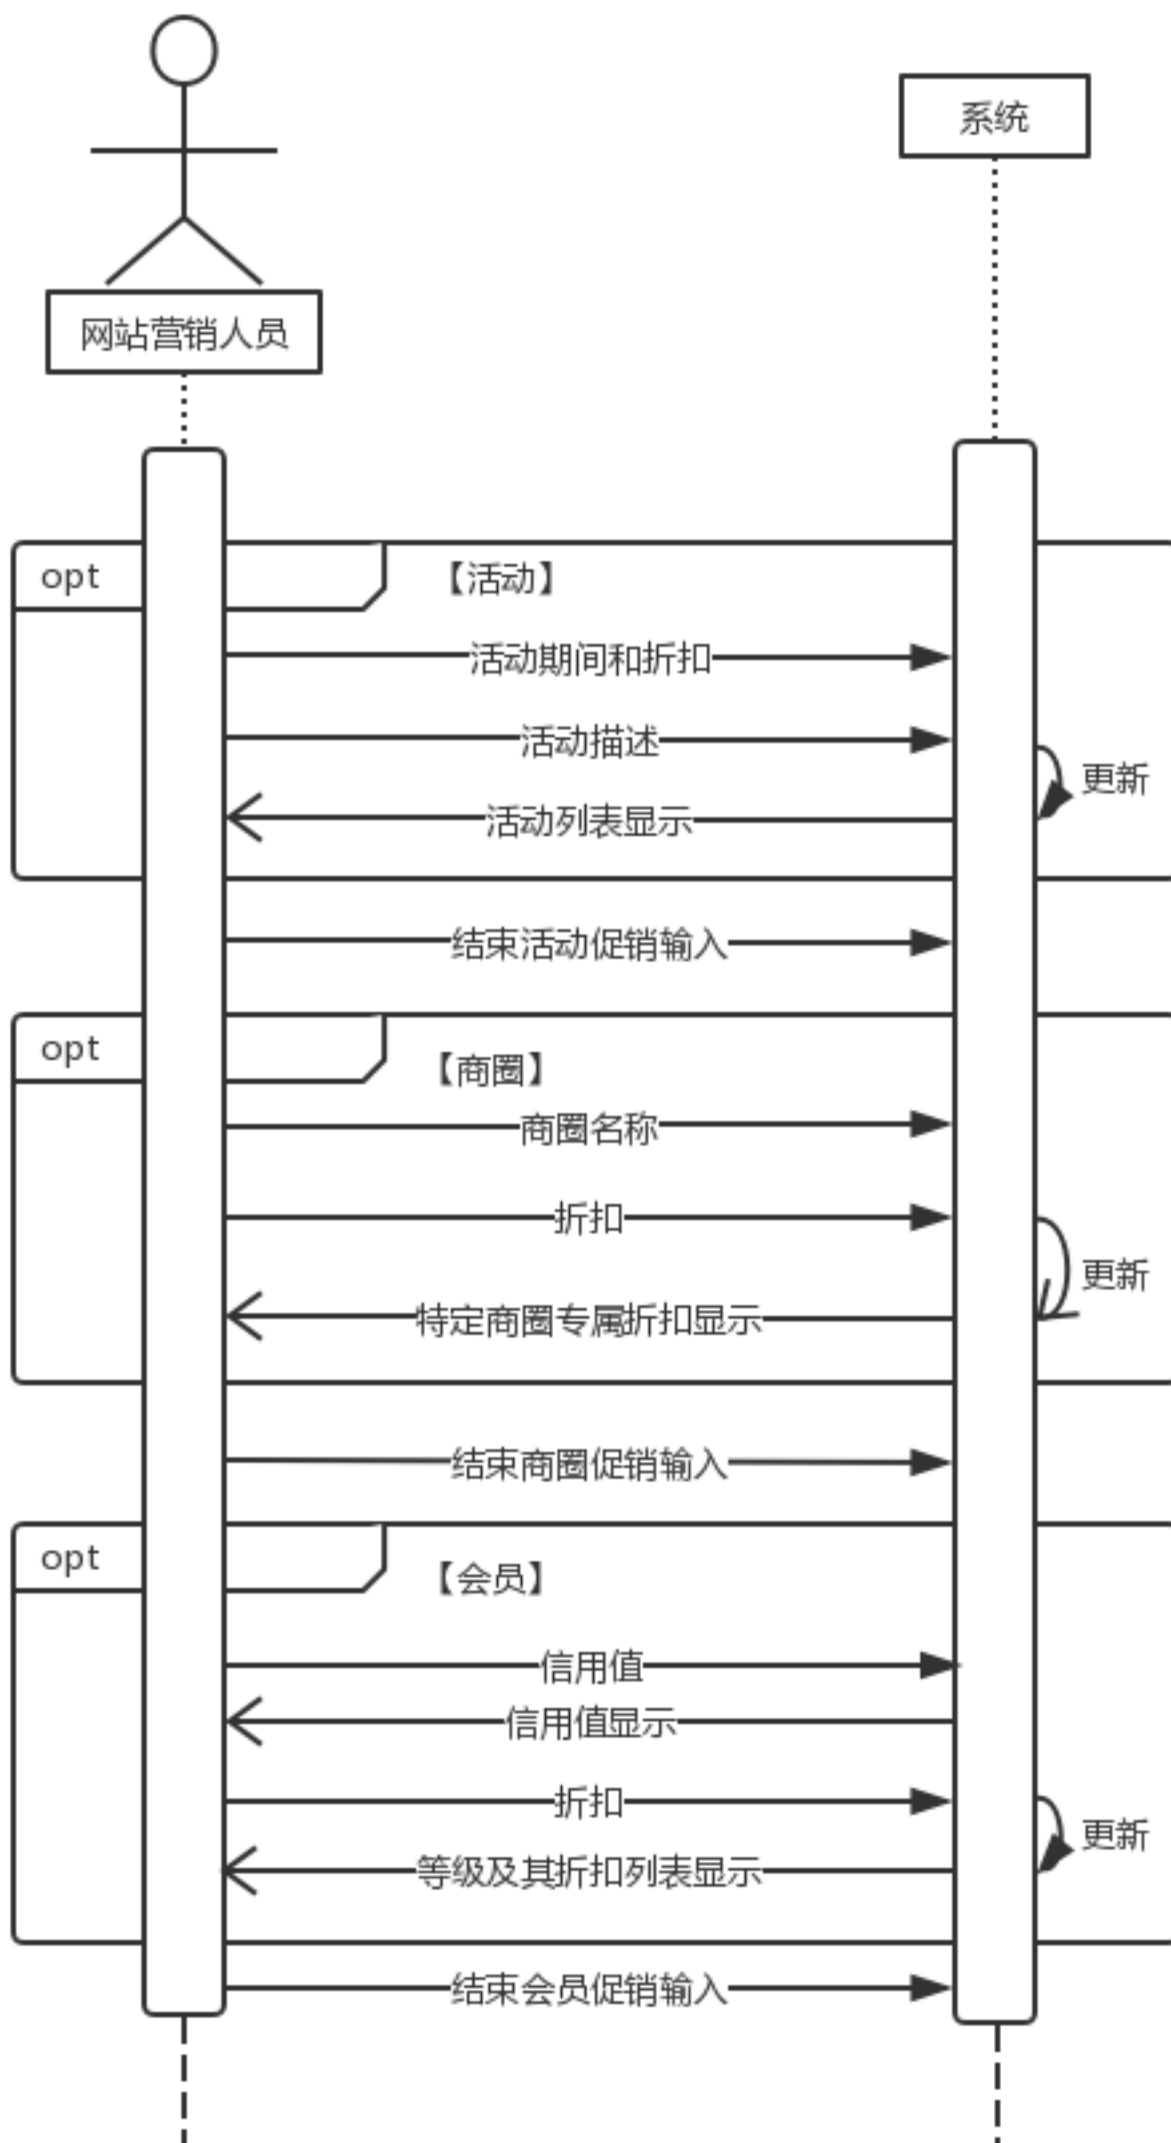 系统
网站营销人员
opt
【活动】
活动期间和折扣
活动描述
更新
活动列表显示
结束活动促销输入
opt
【商圈】
商圈名称
折扣
更新
特定商圈专属折扣显示
结束商圈促销输入
opt
【会员】
信用值
信用值显示
折扣
更新
等级及其折扣列表显示
结束会员促销输入